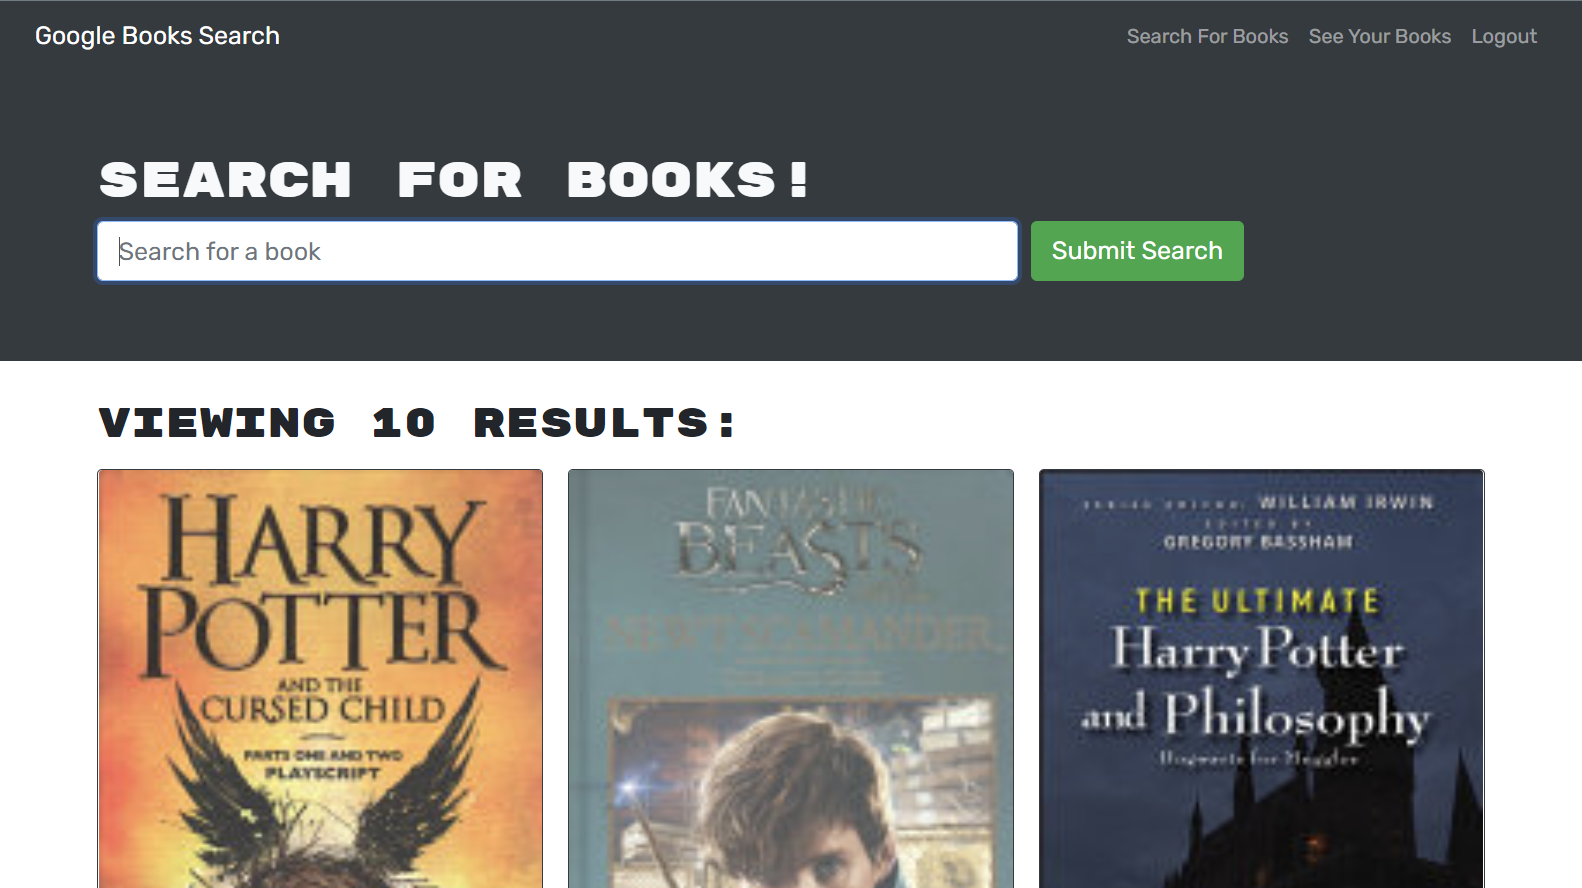 Google Books Search
Search For Books See Your Books Logout
SEARCH FOR BOOKS!
Search for a book
Submit Search
VIEWING 10 RESULTS:
HARRY
POTTER
AND THE
CURSED CHILD
PARTS ONE AND TWO
PLAYSCRIPT
FANTASTIC
BEASTS
NEWT SCAMANDER
SERIES EDITOR: WILLIAM IRWIN
EDITED BY
GREGORY BASSHAM
THE ULTIMATE
Harry Potter
and Philosophy
Hogwarts for Muggles